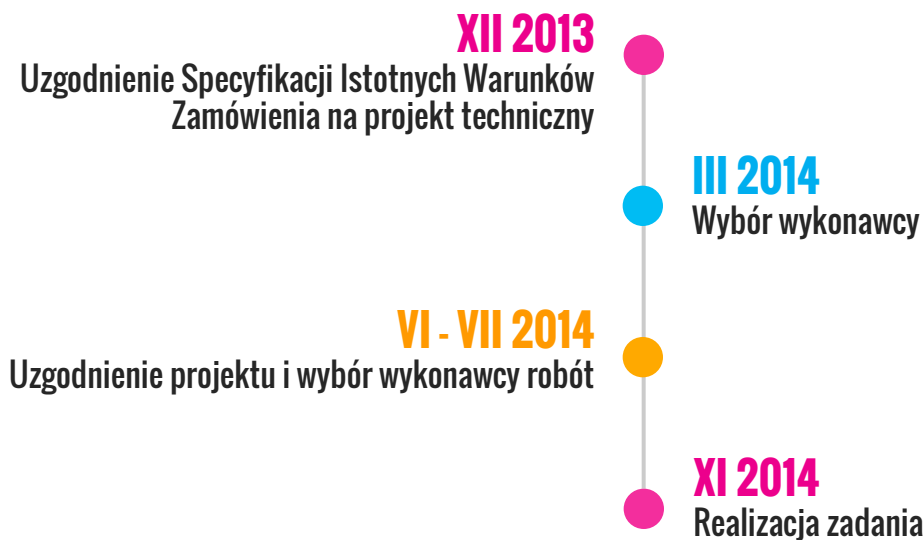 XII 2013
Uzgodnienie Specyfikacji Istotnych Warunków
Zamówienia na projekt techniczny
III 2014
Wybór wykonawcy
VI - VII 2014
Uzgodnienie projektu i wybór wykonawcy robót
XI 2014
Realizacja zadania